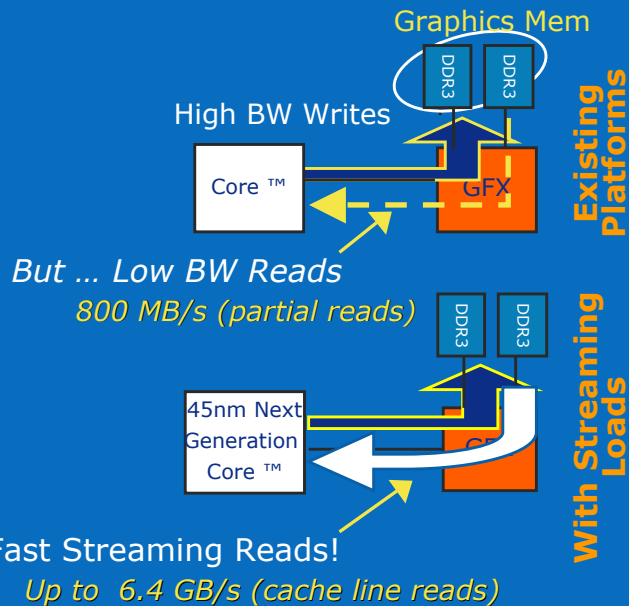 Graphics Mem
DDR3
DDR3
High BW Writes
Core ™
GFX
Existing
Platforms
But … Low BW Reads
800 MB/s (partial reads)
DDR3
DDR3
45nm Next
Generation
Core ™
With Streaming
Loads
Fast Streaming Reads!
Up to 6.4 GB/s (cache line reads)